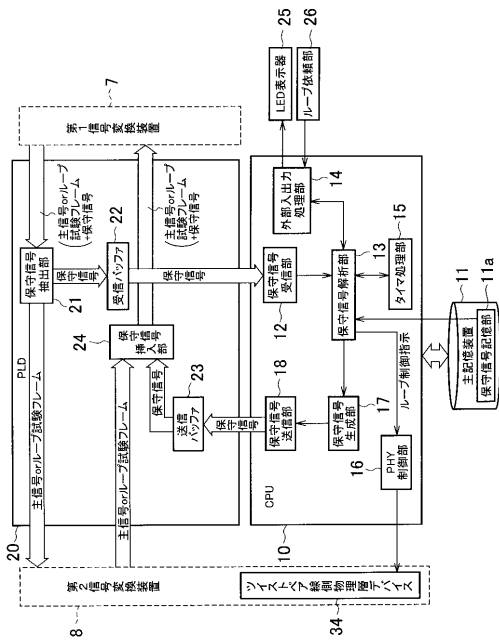 25
LED表示器
26
ループ依頼部
7
第1信号変換装置
主信号orループ
試験フレーム
+保守信号
主信号orループ
試験フレーム
+保守信号
外部入出力
処理部
14
22
受信バッファ
保守信号
保守信号
保守信号
抽出部
21
PLD
24
保守信号
挿入部
保守信号
23
送信
バッファ
保守信号
主信号orループ試験フレーム
主信号orループ試験フレーム
20
保守信号
受信部
12
13
保守信号解析部
15
タイマ処理部
11
11a
主記憶装置
保守信号記憶部
18
保守信号
送信部
保守信号
生成部
17
ループ制御指示
16
PHY
制御部
CPU
10
8
第2信号変換装置
ツイストペア線側物理層デバイス
34